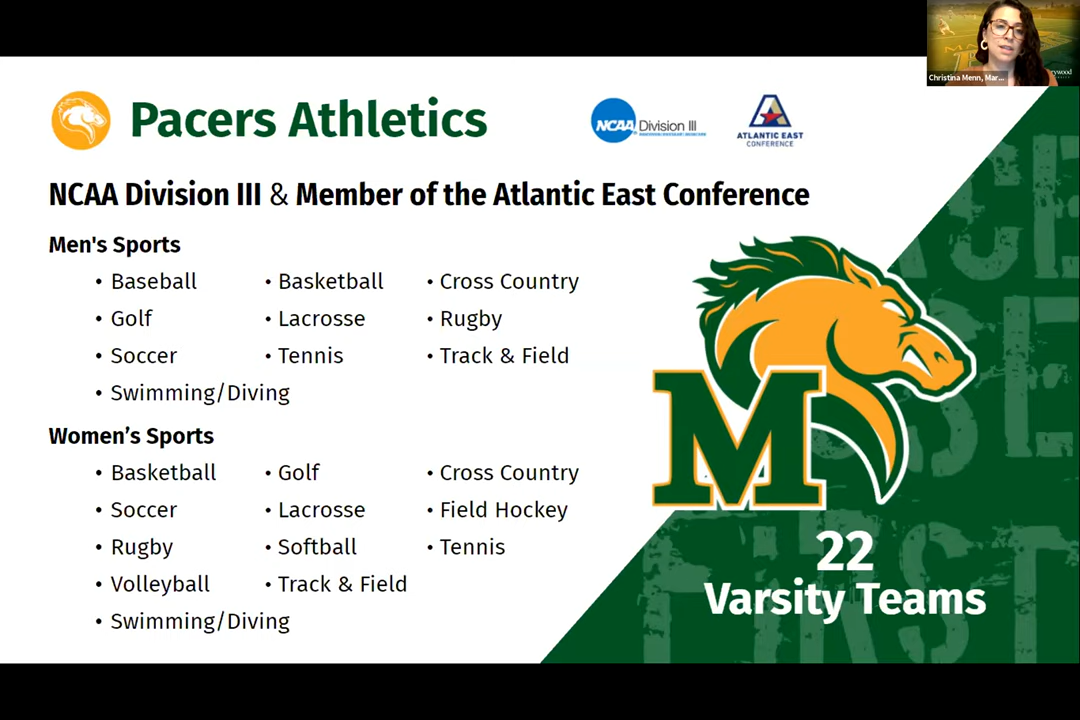 Christina Menn, Mar...
Pacers Athletics
NCAA Division III
ATLANTIC EAST
CONFERENCE
NCAA Division III & Member of the Atlantic East Conference
Men's Sports
• Baseball • Basketball • Cross Country
• Golf • Lacrosse • Rugby
• Soccer • Tennis • Track & Field
• Swimming/Diving
Women’s Sports
• Basketball • Golf • Cross Country
• Soccer • Lacrosse • Field Hockey
• Rugby • Softball • Tennis
• Volleyball • Track & Field
• Swimming/Diving
M
22
Varsity Teams